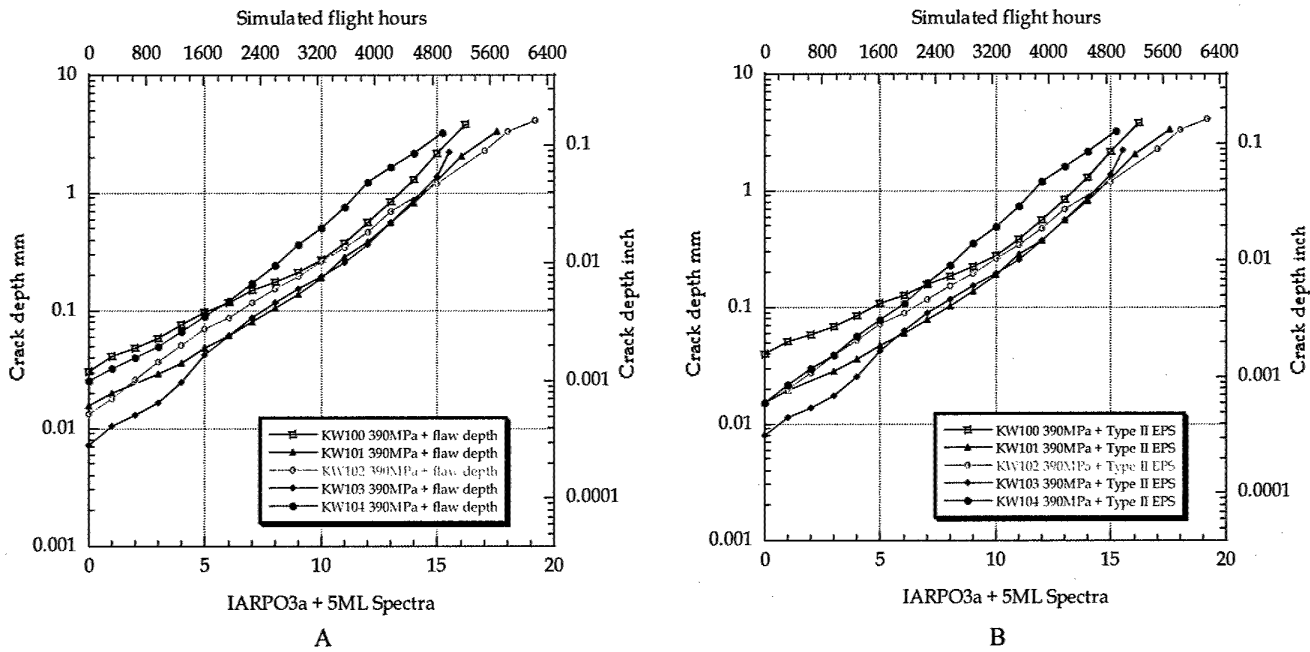 Simulated flight hours
0 800 1600 2400 3200 4000 4800 5600 6400
10
1
0.1
0.01
0.001
Crack depth mm
0.1
0.01
0.001
0.0001
Crack depth inch
KW100 390MPa + flaw depth
KW101 390MPa + flaw depth
KW102 390MPa + flaw depth
KW103 390MPa + flaw depth
KW104 390MPa + flaw depth
0 5 10 15 20
IARPO3a + 5ML Spectra
A
Simulated flight hours
0 800 1600 2400 3200 4000 4800 5600 6400
10
1
0.1
0.01
0.001
Crack depth mm
0.1
0.01
0.001
0.0001
Crack depth inch
KW100 390MPa + Type II EPS
KW101 390MPa + Type II EPS
KW102 390MPa + Type II EPS
KW103 390MPa + Type II EPS
KW104 390MPa + Type II EPS
0 5 10 15 20
IARPO3a + 5ML Spectra
B